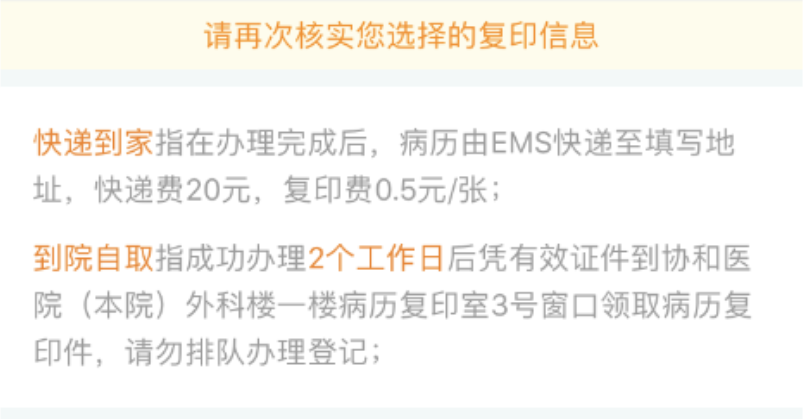 请再次核实您选择的复印信息
快递到家指在办理完成后，病历由EMS快递至填写地
址，快递费20元，复印费0.5元/张；
到院自取指成功办理2个工作日后凭有效证件到协和医
院（本院）外科楼一楼病历复印室3号窗口领取病历复
印件，请勿排队办理登记；